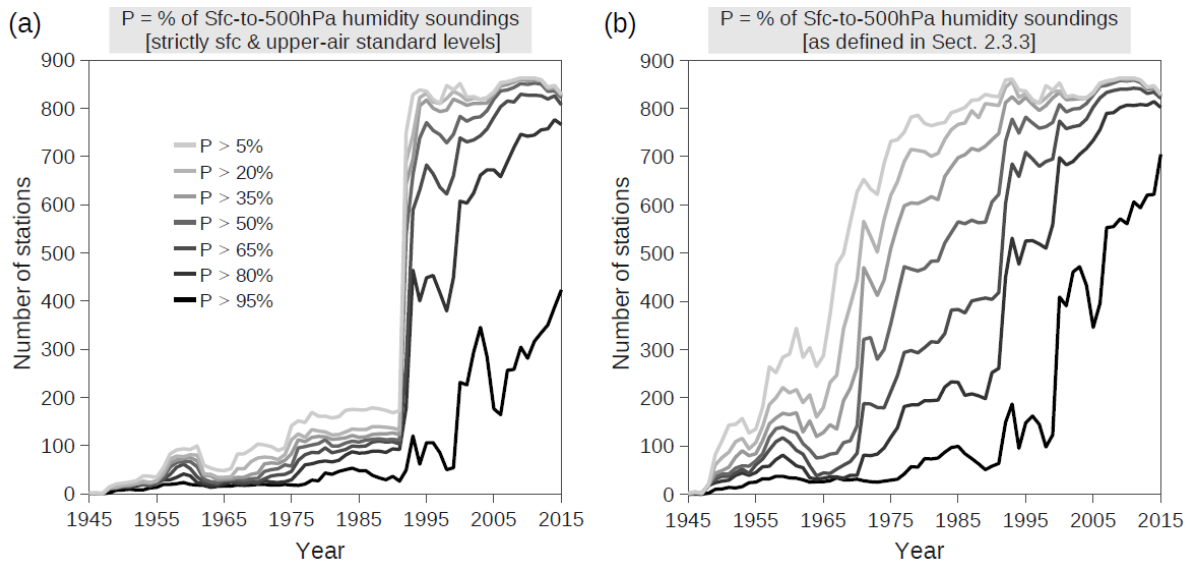 (a)
P = % of Sfc-to-500hPa humidity soundings
[strictly sfc & upper-air standard levels]
900
800
700
600
500
400
300
200
100
0
Number of stations
P > 5%
P > 20%
P > 35%
P > 50%
P > 65%
P > 80%
P > 95%
1945 1955 1965 1975 1985 1995 2005 2015
Year
(b)
P = % of Sfc-to-500hPa humidity soundings
[as defined in Sect. 2.3.3]
900
800
700
600
500
400
300
200
100
0
Number of stations
1945 1955 1965 1975 1985 1995 2005 2015
Year